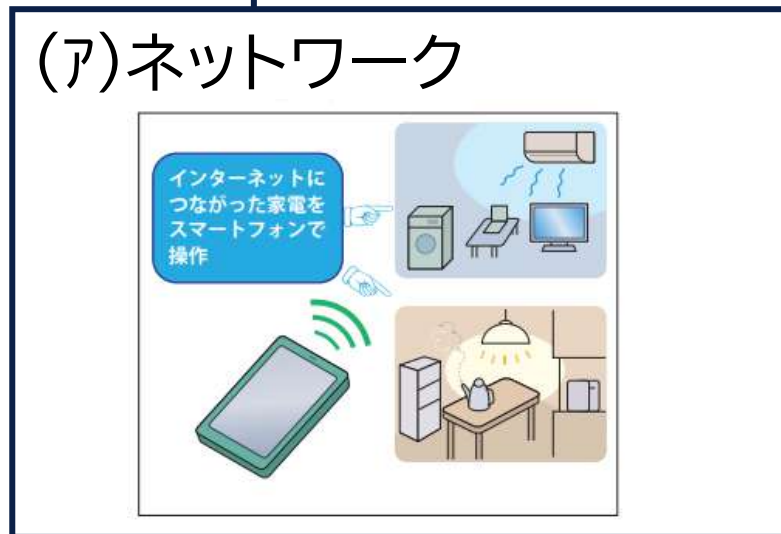 (ｱ)ネットワーク
インターネットに
つながった家電を
スマートフォンで
操作